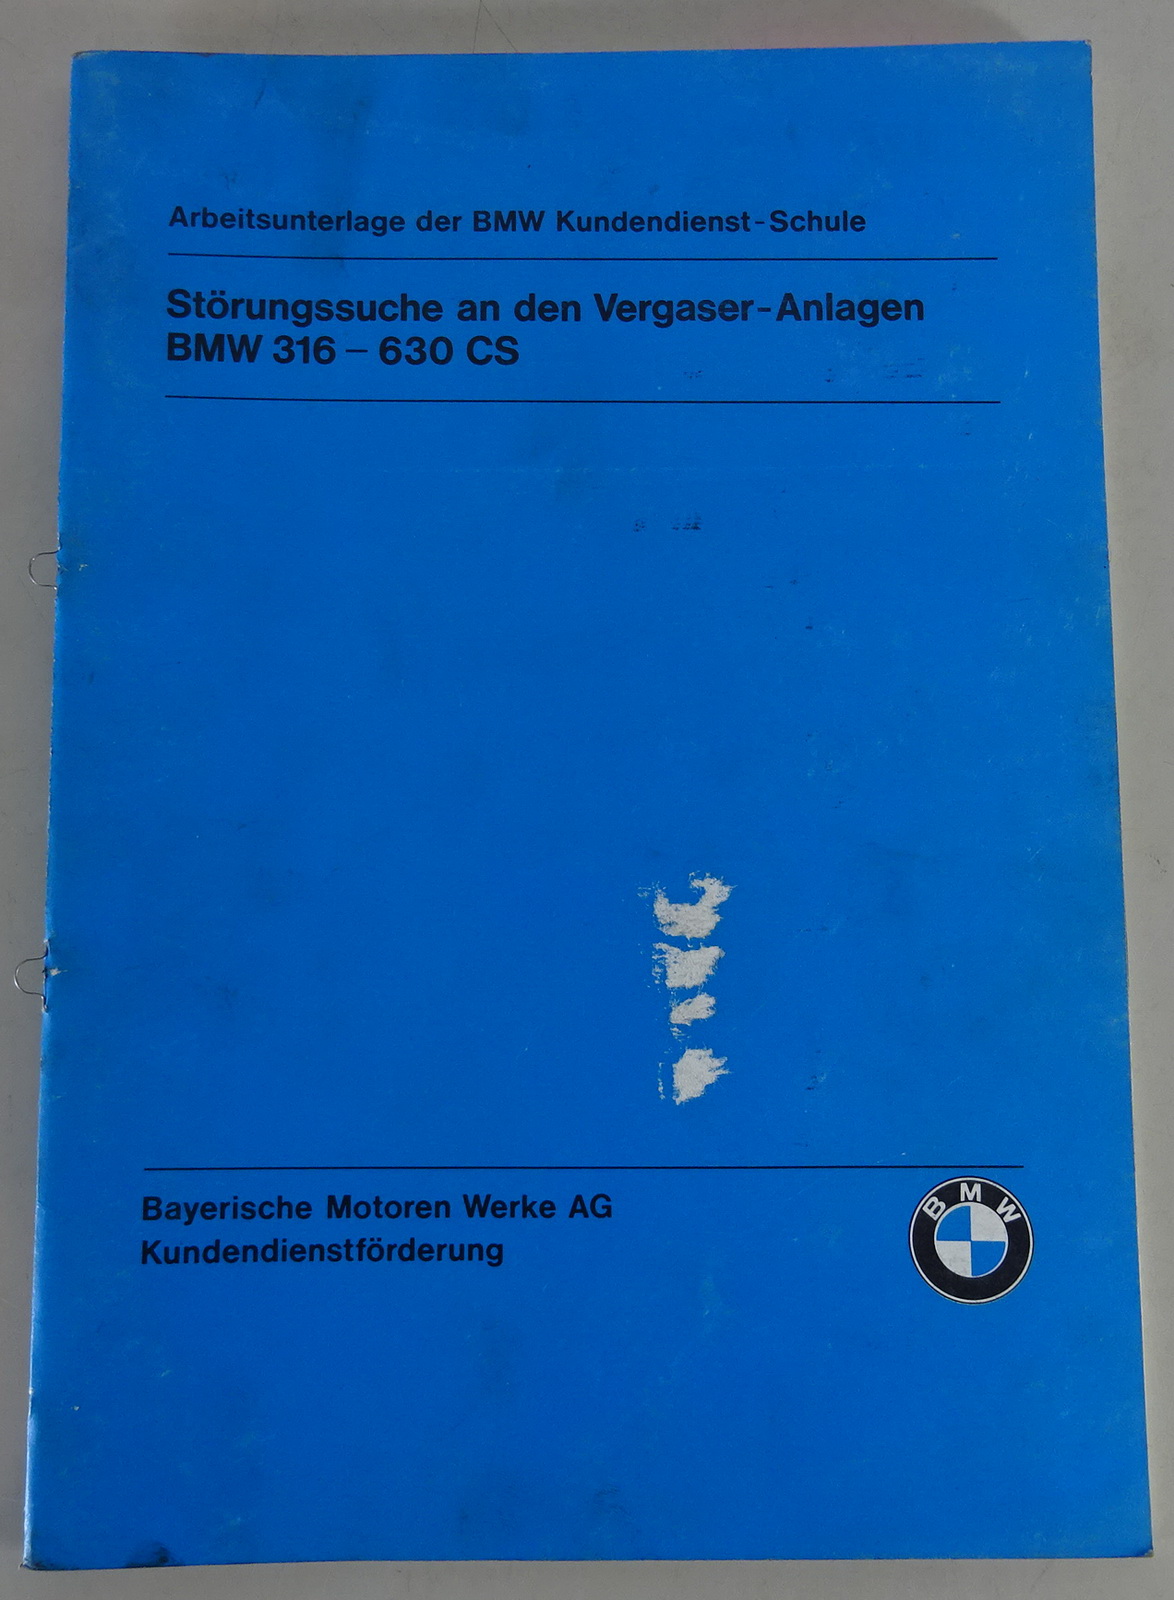 Arbeitsunterlage der BMW Kundendienst-Schule
Störungssuche an den Vergaser-Anlagen
BMW 316 – 630 CS
Bayerische Motoren Werke AG
Kundendienstförderung
BMW